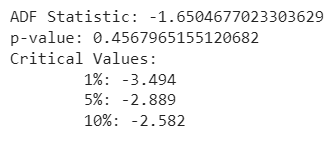 ADF Statistic: -1.6504677023303629
p-value: 0.4567965155120682
Critical Values:
	1%: -3.494
	5%: -2.889
	10%: -2.582